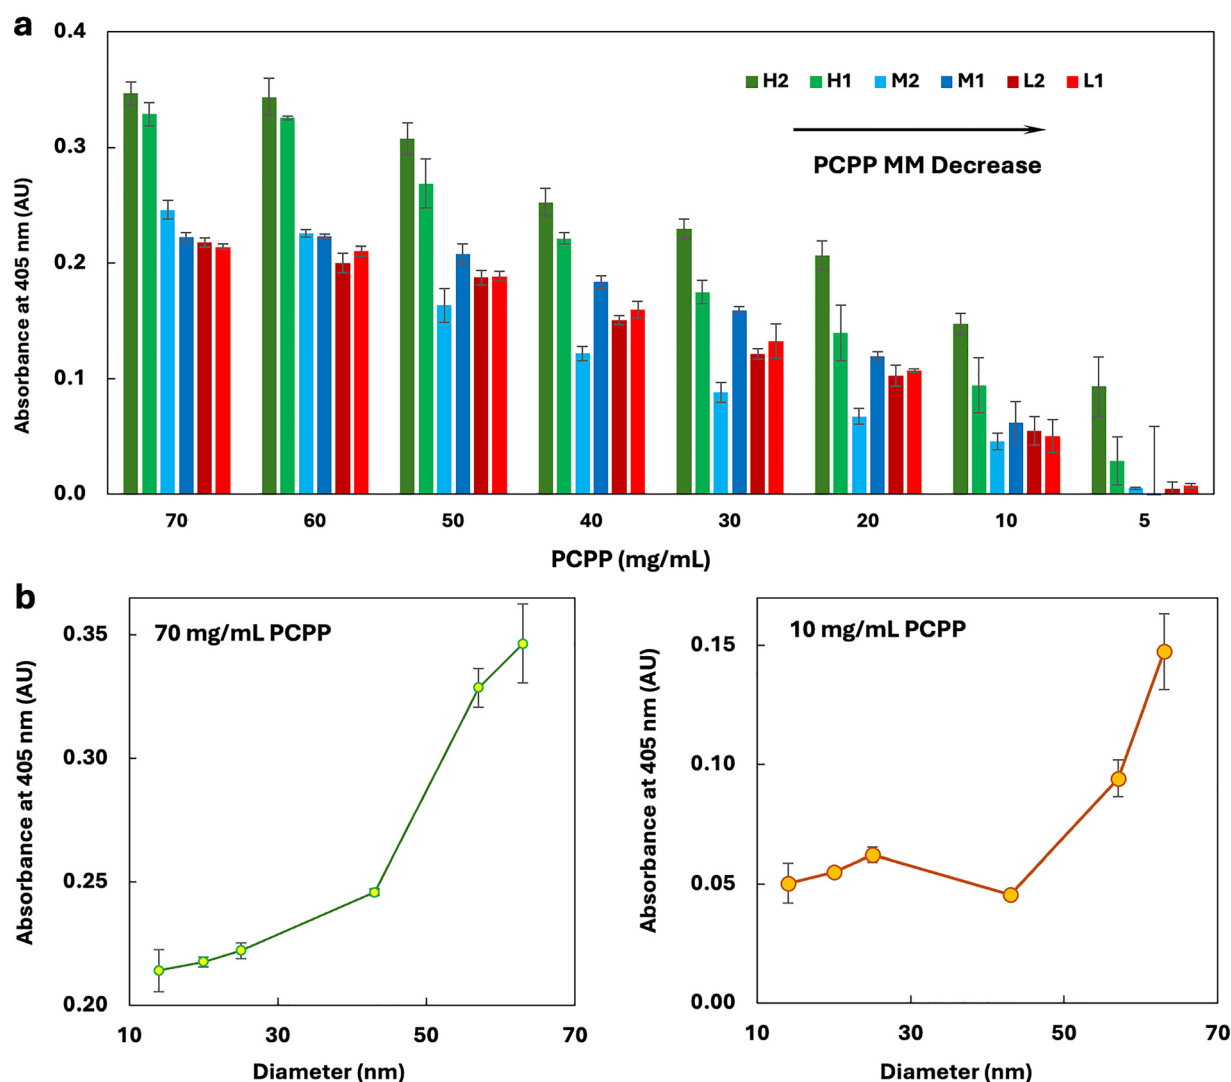 a
Absorbance at 405 nm (AU)
0.4
0.3
0.2
0.1
0.0
H2 H1 M2 M1 L2 L1
PCPP MM Decrease
70 60 50 40 30 20 10 5
PCPP (mg/mL)
b
Absorbance at 405 nm (AU)
70 mg/mL PCPP
0.35
0.30
0.25
0.20
10 30 50 70
Diameter (nm)
Absorbance at 405 nm (AU)
10 mg/mL PCPP
0.15
0.10
0.05
0.00
10 30 50 70
Diameter (nm)